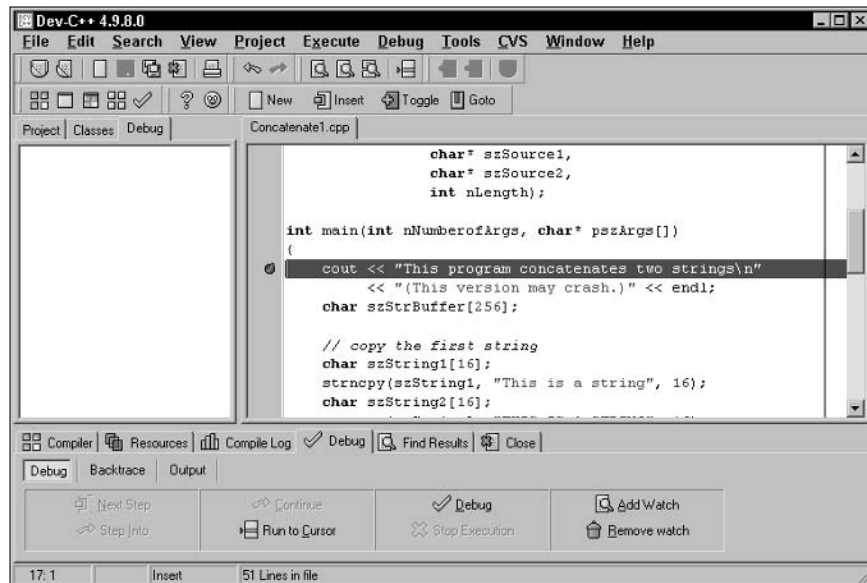 Dev-C++ 4.9.8.0
File Edit Search View Project Execute Debug Tools CVS Window Help
New Insert Toggle Goto
Project Classes Debug
Concatenate1.cpp
char* szSource1,
char* szSource2,
int nLength);
int main(int nNumberofArgs, char* pszArgs[])
{
cout << "This program concatenates two strings\n"
<< "(This version may crash.)" << endl;
char szStrBuffer[256];
// copy the first string
char szString1[16];
strncpy(szString1, "This is a string", 16);
char szString2[16];
Compiler Resources Compile Log Debug Find Results Close
Debug Backtrace Output
Next Step Continue Debug Add Watch
Step Into Run to Cursor Stop Execution Remove watch
17: 1 Insert 51 Lines in file